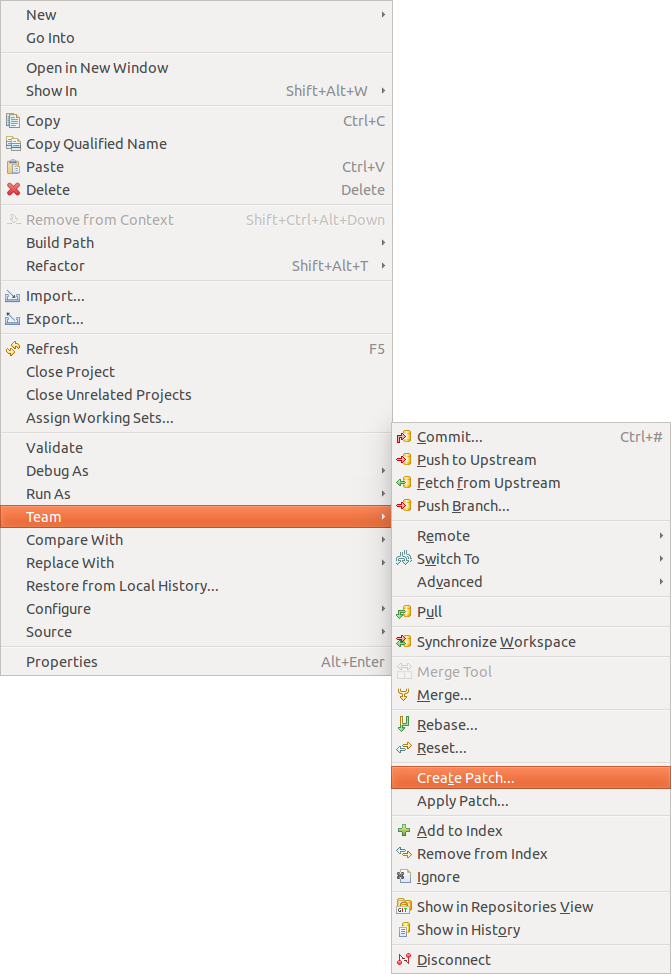 New
Go Into
Open in New Window
Show In Shift+Alt+W
Copy Ctrl+C
Copy Qualified Name
Paste Ctrl+V
Delete Delete
Remove from Context Shift+Ctrl+Alt+Down
Build Path
Refactor Shift+Alt+T
Import...
Export...
Refresh F5
Close Project
Close Unrelated Projects
Assign Working Sets...
Validate
Debug As
Run As
Team
Compare With
Replace With
Restore from Local History...
Configure
Source
Properties Alt+Enter
Commit... Ctrl+#
Push to Upstream
Fetch from Upstream
Push Branch...
Remote
Switch To
Advanced
Pull
Synchronize Workspace
Merge Tool
Merge...
Rebase...
Reset...
Create Patch...
Apply Patch...
Add to Index
Remove from Index
Ignore
GIT Show in Repositories View
Show in History
Disconnect